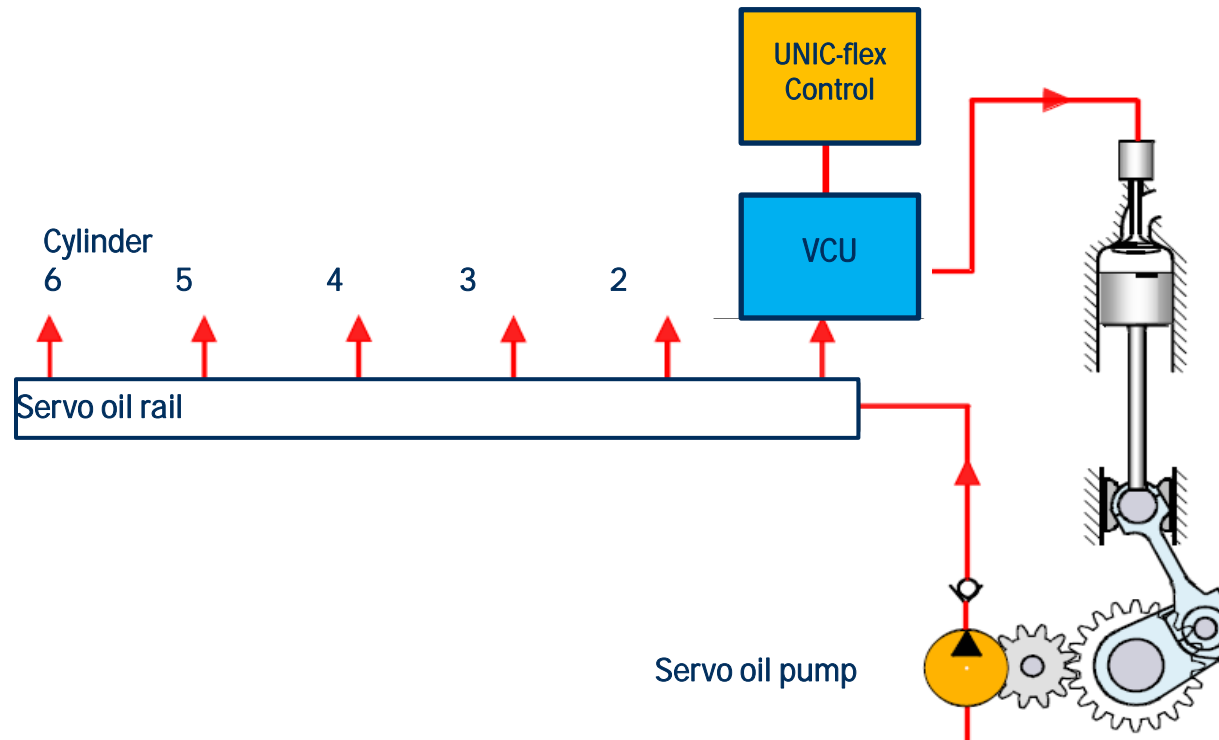 UNIC-flex
Control
VCU
Cylinder
6 5 4 3 2
Servo oil rail
Servo oil pump